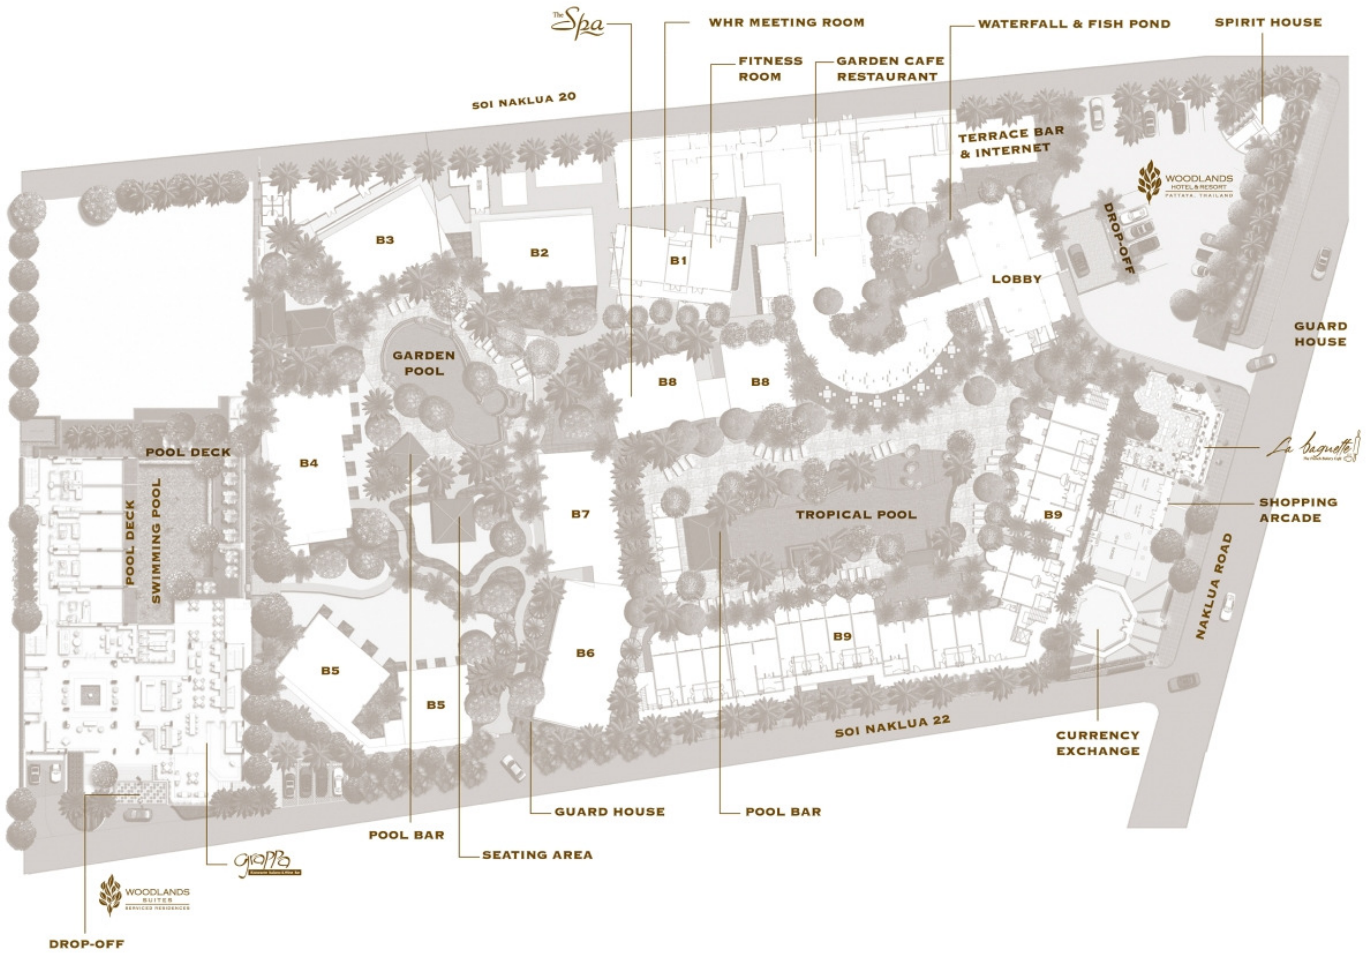 The Spa
WHR MEETING ROOM
WATERFALL & FISH POND
SPIRIT HOUSE
FITNESS
ROOM
GARDEN CAFE
RESTAURANT
SOI NAKLUA 20
TERRACE BAR
& INTERNET
WOODLANDS
HOTEL & RESORT
PATTAYA, THAILAND
DROP-OFF
B3
B2
B1
LOBBY
GUARD
HOUSE
GARDEN
POOL
B8
B8
POOL DECK
La baguette
The French Bakery Cafe
B4
POOL DECK
SWIMMING POOL
B7
TROPICAL POOL
B9
SHOPPING
ARCADE
NAKLUA ROAD
B9
B5
B6
B5
SOI NAKLUA 22
CURRENCY
EXCHANGE
GUARD HOUSE
POOL BAR
POOL BAR
SEATING AREA
grappa
WOODLANDS
SUITES
SERVICED RESIDENCES
DROP-OFF